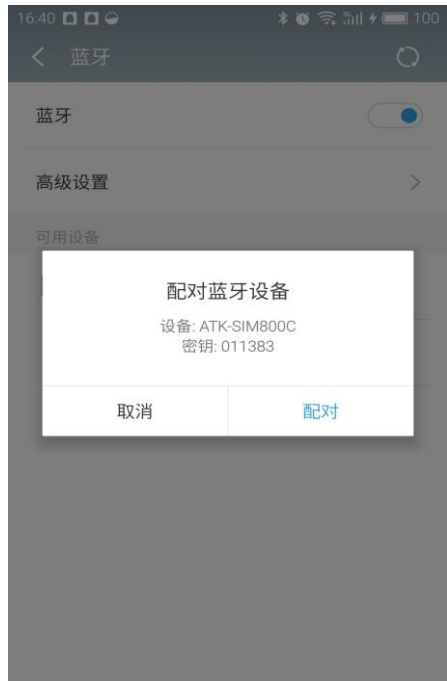 16:40
100
蓝牙
蓝牙
高级设置
可用设备
配对蓝牙设备
设备: ATK-SIM800C
密钥: 011383
取消
配对